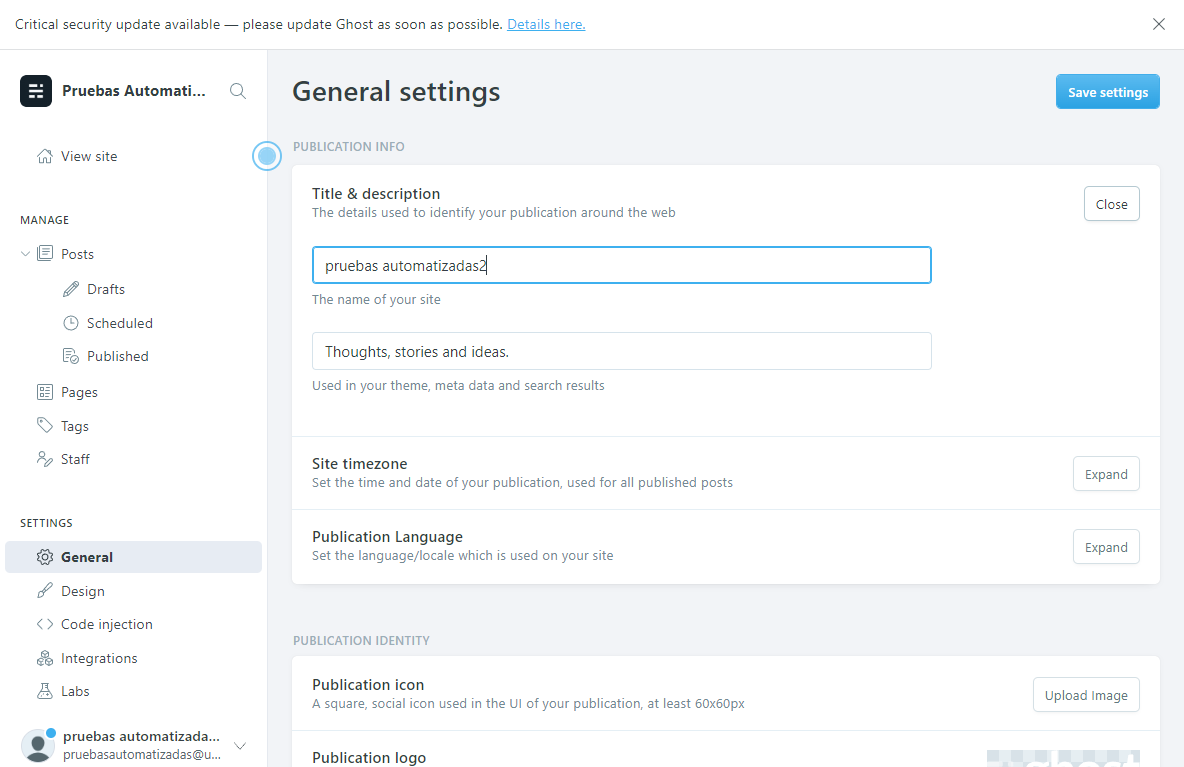 Critical security update available — please update Ghost as soon as possible. Details here.
Pruebas Automati...
View site
MANAGE
Posts
Drafts
Scheduled
Published
Pages
Tags
Staff
SETTINGS
General
Design
Code injection
Integrations
Labs
pruebas automatizada...
pruebasautomatizadas@u...
General settings
Save settings
PUBLICATION INFO
Title & description
The details used to identify your publication around the web
Close
pruebas automatizadas2
The name of your site
Thoughts, stories and ideas.
Used in your theme, meta data and search results
Site timezone
Set the time and date of your publication, used for all published posts
Expand
Publication Language
Set the language/locale which is used on your site
Expand
PUBLICATION IDENTITY
Publication icon
A square, social icon used in the UI of your publication, at least 60x60px
Upload Image
Publication logo